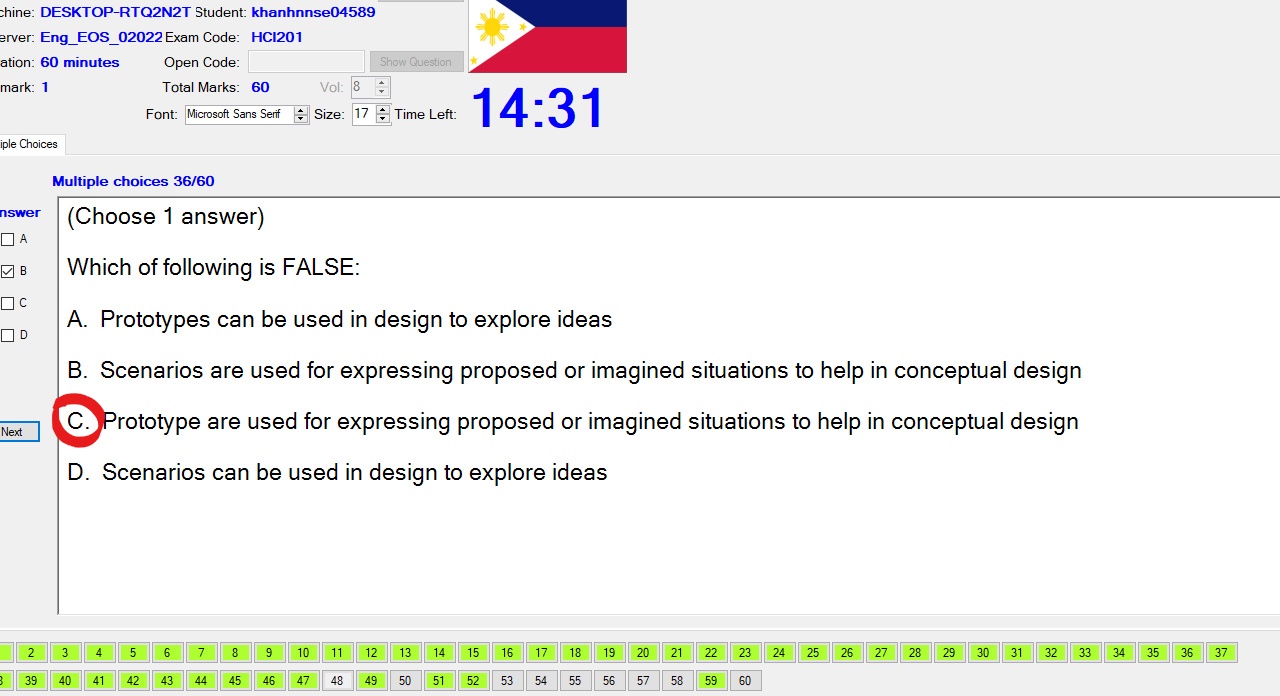 chine: DESKTOP-RTQ2N2T Student: khanhnnse04589
erver: Eng_EOS_02022 Exam Code: HCI201
ation: 60 minutes Open Code: Show Question
mark: 1 Total Marks: 60 Vol: 8
Font: Microsoft Sans Serif Size: 17 Time Left: 14:31
iple Choices
Multiple choices 36/60
nswer
(Choose 1 answer)
A
Which of following is FALSE:
B
C
A. Prototypes can be used in design to explore ideas
D
B. Scenarios are used for expressing proposed or imagined situations to help in conceptual design
C. Prototype are used for expressing proposed or imagined situations to help in conceptual design
Next
D. Scenarios can be used in design to explore ideas
2 3 4 5 6 7 8 9 10 11 12 13 14 15 16 17 18 19 20 21 22 23 24 25 26 27 28 29 30 31 32 33 34 35 36 37
39 40 41 42 43 44 45 46 47 48 49 50 51 52 53 54 55 56 57 58 59 60